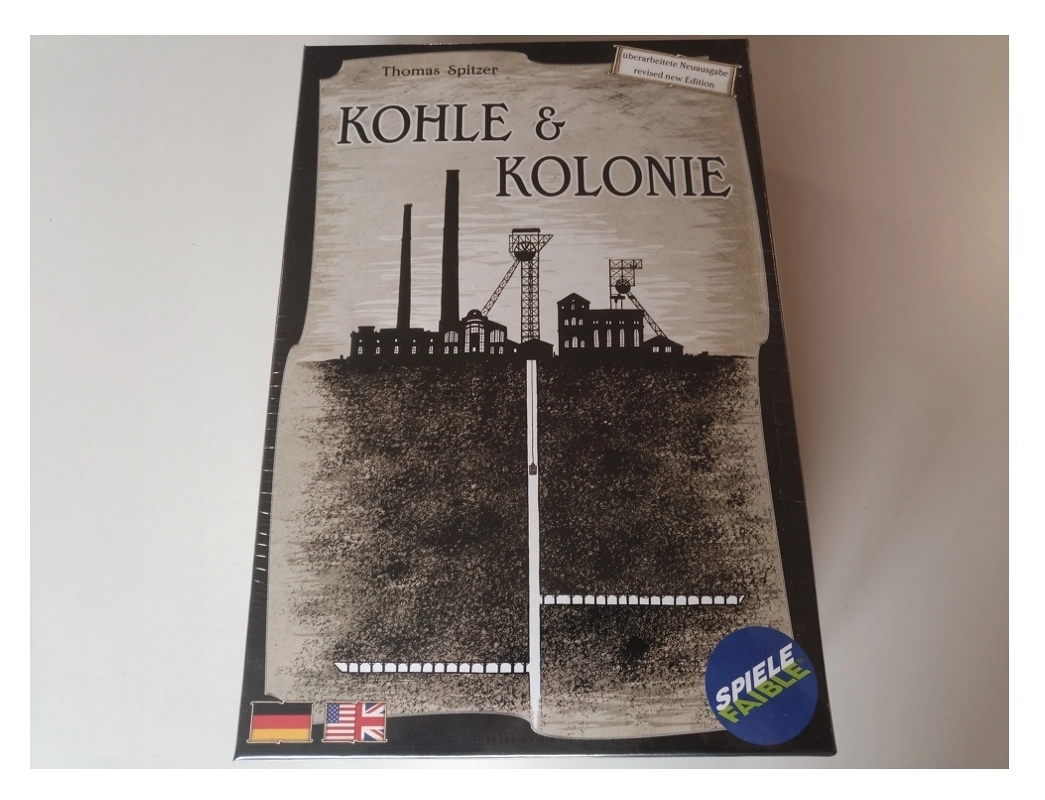 Thomas Spitzer
überarbeitete Neuausgabe
revised new Edition
KOHLE &
KOLONIE
SPIELE
FAIBLE